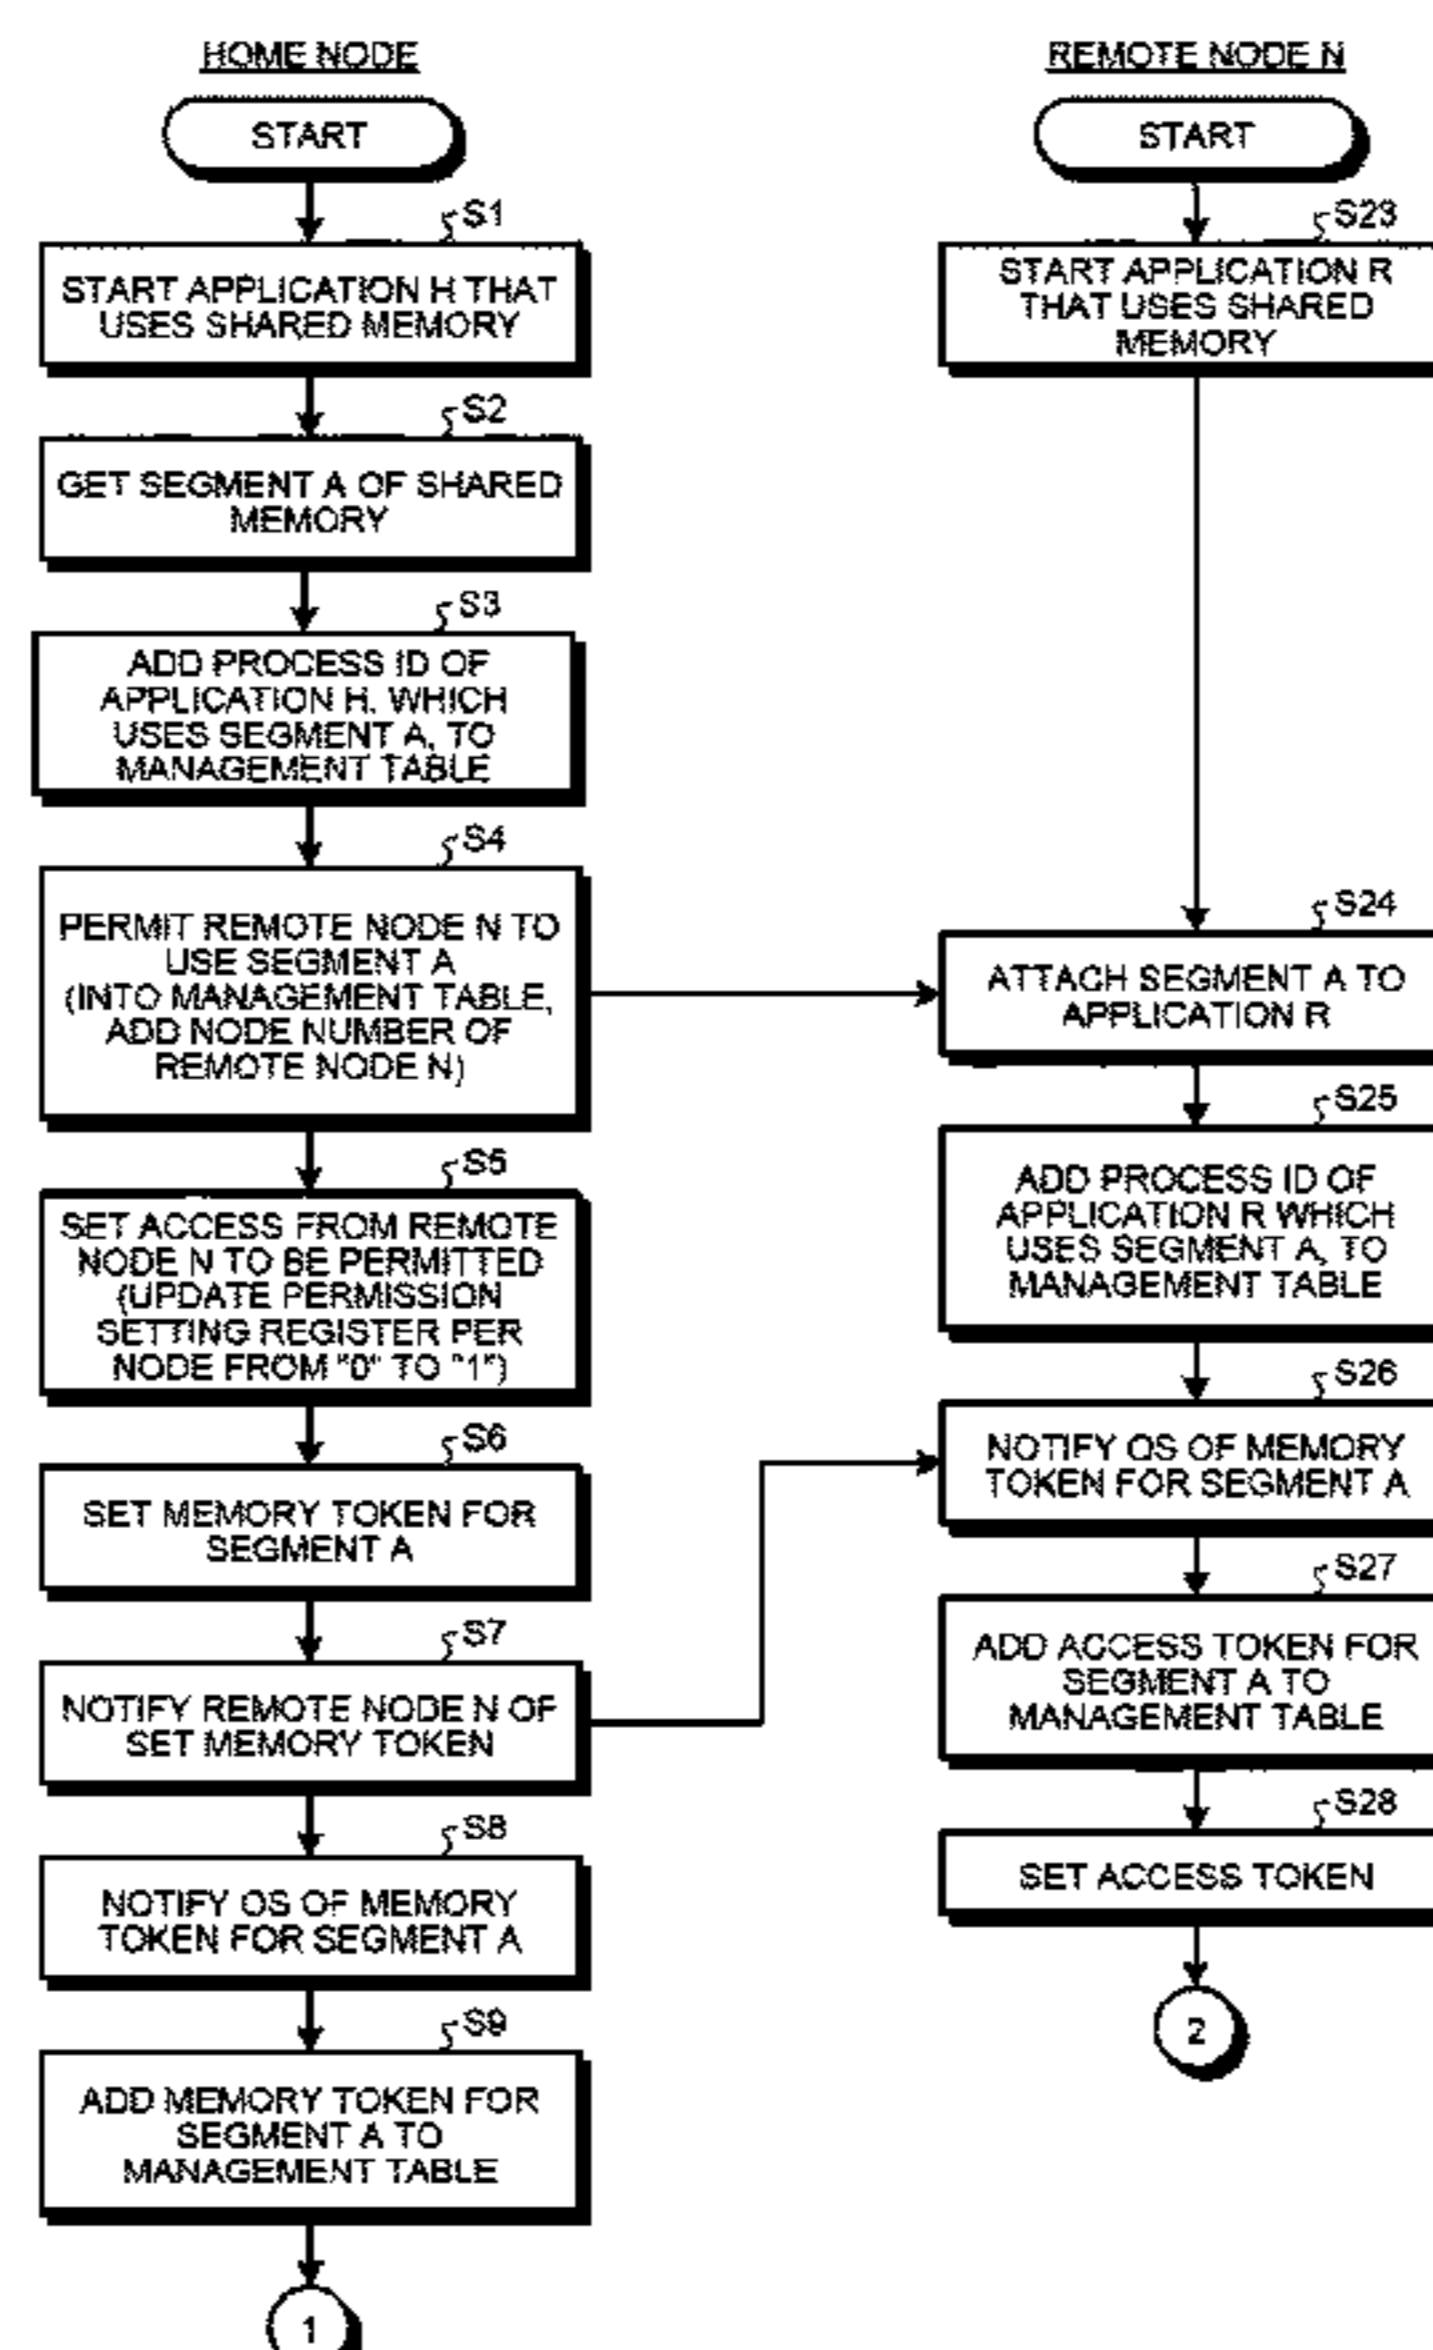 HOME NODE
START
S1
START APPLICATION H THAT
USES SHARED MEMORY
S2
GET SEGMENT A OF SHARED
MEMORY
S3
ADD PROCESS ID OF
APPLICATION H, WHICH
USES SEGMENT A, TO
MANAGEMENT TABLE
S4
PERMIT REMOTE NODE N TO
USE SEGMENT A
(INTO MANAGEMENT TABLE,
ADD NODE NUMBER OF
REMOTE NODE N)
S5
SET ACCESS FROM REMOTE
NODE N TO BE PERMITTED
(UPDATE PERMISSION
SETTING REGISTER PER
NODE FROM "0" TO "1")
S6
SET MEMORY TOKEN FOR
SEGMENT A
S7
NOTIFY REMOTE NODE N OF
SET MEMORY TOKEN
S8
NOTIFY OS OF MEMORY
TOKEN FOR SEGMENT A
S9
ADD MEMORY TOKEN FOR
SEGMENT A TO
MANAGEMENT TABLE
1
REMOTE NODE N
START
S23
START APPLICATION R
THAT USES SHARED
MEMORY
S24
ATTACH SEGMENT A TO
APPLICATION R
S25
ADD PROCESS ID OF
APPLICATION R WHICH
USES SEGMENT A, TO
MANAGEMENT TABLE
S26
NOTIFY OS OF MEMORY
TOKEN FOR SEGMENT A
S27
ADD ACCESS TOKEN FOR
SEGMENT A TO
MANAGEMENT TABLE
S28
SET ACCESS TOKEN
2